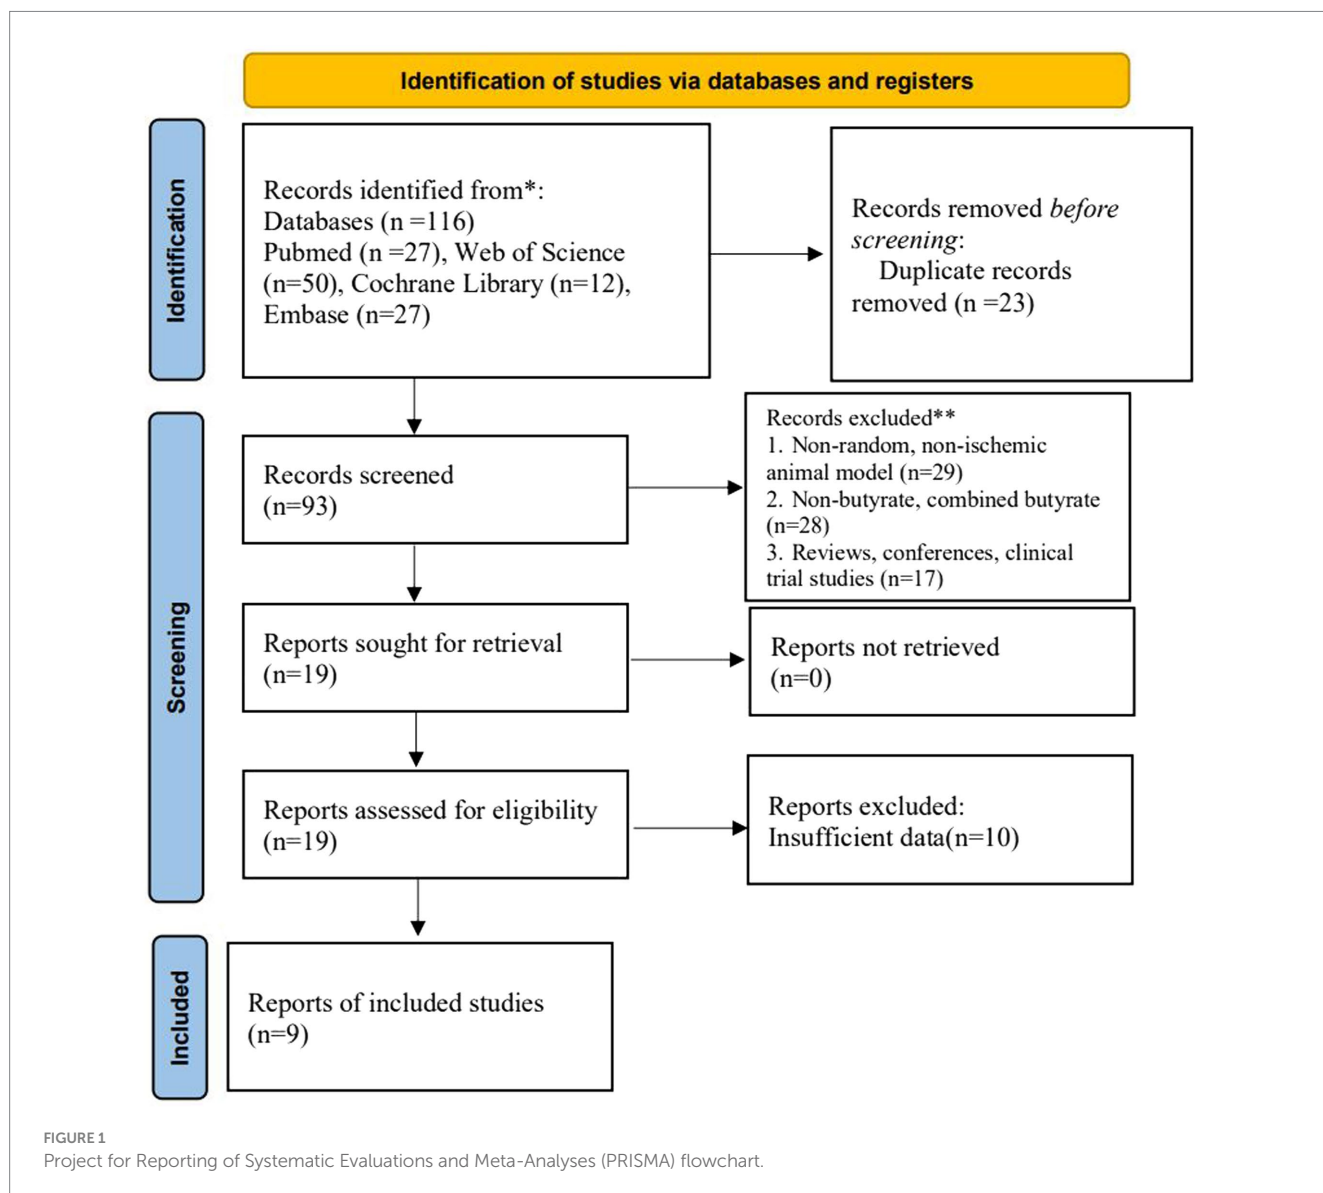 Identification of studies via databases and registers
Identification
Records identified from*:
Databases (n =116)
Pubmed (n =27), Web of Science
(n=50), Cochrane Library (n=12),
Embase (n=27)
Records removed before
screening:
Duplicate records
removed (n =23)
Screening
Records screened
(n=93)
Records excluded**
1. Non-random, non-ischemic
animal model (n=29)
2. Non-butyrate, combined butyrate
(n=28)
3. Reviews, conferences, clinical
trial studies (n=17)
Reports sought for retrieval
(n=19)
Reports not retrieved
(n=0)
Reports assessed for eligibility
(n=19)
Reports excluded:
Insufficient data(n=10)
Included
Reports of included studies
(n=9)
FIGURE 1
Project for Reporting of Systematic Evaluations and Meta-Analyses (PRISMA) flowchart.